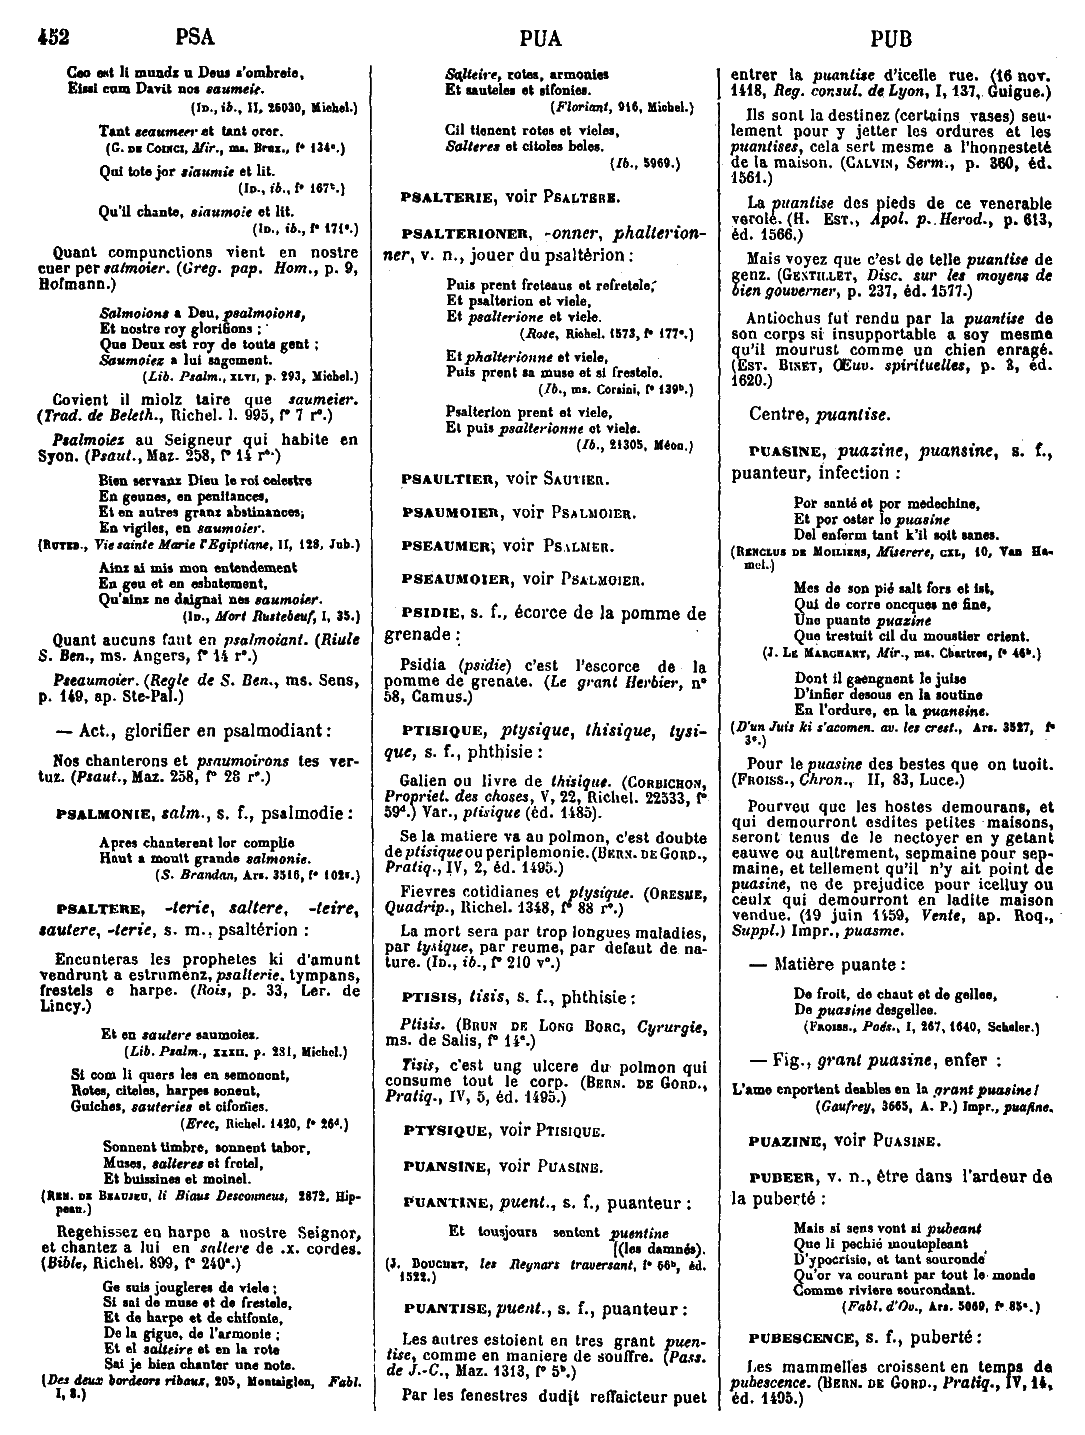 452 PSA PUA PUB
Ceo est li mundz u Deus s'ombreie,
Eissi cum Davit nos saumeie.
(ID., ib., II, 26030, Michel.)
Tant seaumeer et tant orer.
(G. DE COINCI, Mir., ms. Brux., f° 134ᵃ.)
Qui tote jor siaumie et lit.
(ID., ib., f° 167ᵇ.)
Qu'il chante, siaumoie et lit.
(ID., ib., f° 171ᶜ.)
Quant compunctions vient en nostre
cuer per salmoier. (Greg. pap. Hom., p. 9,
Hofmann.)
Salmoions a Deu, psalmoions,
Et nostre roy glorifions ;
Que Deux est roy de toute gent ;
Saumoiez a lui sagement.
(Lib. Psalm., XLVI, p. 293, Michel.)
Covient il miolz taire que saumeier.
(Trad. de Beleth., Richel. l. 995, f° 7 r°.)
Psalmoiez au Seigneur qui habite en
Syon. (Psaut., Maz. 258, f° 14 r°.)
Bien servanz Dieu le roi celestre
En geunes, en penitances,
Et en autres granz abstinances;
En vigiles, en saumoier.
(RUTEB., Vie sainte Marie l'Egiptiane, II, 128, Jub.)
Ainz ai mis mon entendement
En geu et en esbatement,
Qu'ainz ne daignai nes saumoier.
(ID., Mort Rustebeuf, I, 35.)
Quant aucuns faut en psalmoiant. (Riule
S. Ben., ms. Angers, f° 14 r°.)
Pseaumoier. (Regle de S. Ben., ms. Sens,
p. 149, ap. Ste-Pal.)
— Act., glorifier en psalmodiant :
Nos chanterons et psaumoirons tes ver-
tuz. (Psaut., Maz. 258, f° 28 r°.)
PSALMONIE, salm., s. f., psalmodie :
Apres chanterent lor complie
Haut a moult grande salmonie.
(S. Brandan, Ars. 3516, f° 102ᵃ.)
PSALTERE, -terie, saltere, -teire,
sautere, -terie, s. m., psaltérion :
Encunteras les prophetes ki d'amunt
vendrunt a estrumenz, psalterie, tympans,
frestels e harpe. (Rois, p. 33, Ler. de
Lincy.)
Et en sautere saumoiez.
(Lib. Psalm., XXXII, p. 231, Michel.)
Si com li quers les en semonont,
Rotes, citeles, harpes sonent,
Guiches, sauteries et cifonies.
(Erec, Richel. 1420, f° 26ᵈ.)
Sonnent timbre, sonnent tabor,
Muses, salteres et frotel,
Et buissines et moinel.
(REN. DE BEAUJEU, li Biaus Desconneus, 2872, Hip-
peau.)
Regehissez en harpe a nostre Seignor,
et chantez a lui en saltere de .x. cordes.
(Bible, Richel. 899, f° 240ᵃ.)
Ge suis jougleres de viele ;
Si sai de muse et de frestele,
Et de harpe et de chifonie,
De la gigue, de l'armonie ;
Et el salteire et en la rote
Sai je bien chanter une note.
(Des deux bordeors ribauz, 205, Montaiglon, Fabl.
I, 8.)
Salteire, rotes, armonies
Et sauteles et sifonies.
(Floriant, 916, Michel.)
Cil tienent rotes et vieles,
Salteres et citoles beles.
(Ib., 5969.)
PSALTERIE, voir PSALTERE.
PSALTERIONER, -onner, phalterion-
ner, v. n., jouer du psaltérion :
Puis prent freteaus et refretele,
Et psalterion et viele,
Et psalterione et viele.
(Rose, Richel. 1573, f° 177ᵃ.)
Et phalterionne et viele,
Puis prent sa muse et si frestele.
(Ib., ms. Corsini, f° 139ᵇ.)
Psalterion prent et viele,
Et puis psalterionne et viele.
(Ib., 21305, Méon.)
PSAULTIER, voir SAUTIER.
PSAUMOIER, voir PSALMOIER.
PSEAUMER, voir PSALMER.
PSEAUMOIER, voir PSALMOIER.
PSIDIE, s. f., écorce de la pomme de
grenade :
Psidia (psidie) c'est l'escorce de la
pomme de grenate. (Le grant Herbier, n°
58, Camus.)
PTISIQUE, ptysique, thisique, tysi-
que, s. f., phthisie :
Galien ou livre de thisique. (CORBICHON,
Propriet. des choses, V, 22, Richel. 22533, f°
59ᵈ.) Var., ptisique (éd. 1485).
Se la matiere va au polmon, c'est doubte
de ptisique ou periplemonie. (BERN. DE GORD.,
Pratiq., IV, 2, éd. 1495.)
Fievres cotidianes et ptysique. (ORESME,
Quadrip., Richel. 1348, f° 88 r°.)
La mort sera par trop longues maladies,
par tysique, par reume, par defaut de na-
ture. (ID., ib., f° 210 v°.)
PTISIS, tisis, s. f., phthisie :
Ptisis. (BRUN DE LONG BORG, Cyrurgie,
ms. de Salis, f° 14ᵃ.)
Tisis, c'est ung ulcere du polmon qui
consume tout le corp. (BERN. DE GORD.,
Pratiq., IV, 5, éd. 1495.)
PTYSIQUE, voir PTISIQUE.
PUANSINE, voir PUASINE.
PUANTINE, puent., s. f., puanteur :
Et tousjours sentent puentine
[(les damnés).
(J. BOUCHET, les Reynars traversant, f° 66ᵇ, éd.
1522.)
PUANTISE, puent., s. f., puanteur :
Les autres estoient en tres grant puen-
tise, comme en maniere de souffre. (Pass.
de J.-C., Maz. 1313, f° 5ᵇ.)
Par les fenestres dudit reffaicteur puet
entrer la puantise d'icelle rue. (16 nov.
1418, Reg. consul. de Lyon, I, 137, Guigue.)
Ils sont la destinez (certains vases) seu-
lement pour y jetter les ordures et les
puantises, cela sert mesme a l'honnesteté
de la maison. (CALVIN, Serm., p. 360, éd.
1561.)
La puantise des pieds de ce venerable
verolé. (H. EST., Apol. p. Herod., p. 613,
éd. 1566.)
Mais voyez que c'est de telle puantise de
genz. (GENTILLET, Disc. sur les moyens de
bien gouverner, p. 237, éd. 1577.)
Antiochus fut rendu par la puantise de
son corps si insupportable a soy mesme
qu'il mourust comme un chien enragé.
(EST. BINET, Œuv. spirituelles, p. 3, éd.
1620.)
Centre, puantise.
PUASINE, puazine, puansine, s. f.,
puanteur, infection :
Por santé et por medechine,
Et por oster le puasine
Del enferm tant k'il soit sanes.
(RENCLUS DE MOILIENS, Miserere, CXL, 10, Van Ha-
mel.)
Mes de son pié salt fors et ist,
Qui de corre oncques ne fine,
Une puante puazine
Que trestuit cil du moustier crient.
(J. LE MARCHANT, Mir., ms. Chartres, f° 46ᵇ.)
Dont il gaengnent le juise
D'infier desous en la soutine
En l'ordure, en la puansine.
(D'un Juis ki s'acomen. av. les crest., Ars. 3527, f°
3ᶜ.)
Pour le puasine des bestes que on tuoit.
(FROISS., Chron., II, 83, Luce.)
Pourveu que les hostes demourans, et
qui demourront esdites petites maisons,
seront tenus de le nectoyer en y getant
eauwe ou aultrement, sepmaine pour sep-
maine, et tellement qu'il n'y ait point de
puasine, ne de prejudice pour icelluy ou
ceulx qui demourront en ladite maison
vendue. (19 juin 1459, Vente, ap. Roq.,
Suppl.) Impr., puasme.
— Matière puante :
De froit, de chaut et de gellee,
De puasine desgellee.
(FROISS., Poés., I, 267, 1640, Scheler.)
— Fig., grant puasine, enfer :
L'ame enportent deables en la grant puasine !
(Gaufrey, 3665, A. P.) Impr., puafine.
PUAZINE, voir PUASINE.
PUBEER, v. n., être dans l'ardeur de
la puberté :
Mais si sens vont si pubeant
Que li pechié moutepleant
D'ypocrisie, et tant souronde
Qu'or va courant par tout le monde
Comme riviere sourondant.
(Fabl. d'Ov., Ars. 5069, f° 85ᵃ.)
PUBESCENCE, s. f., puberté :
Les mammelles croissent en temps de
pubescence. (BERN. DE GORD., Pratiq., IV, 14,
éd. 1495.)